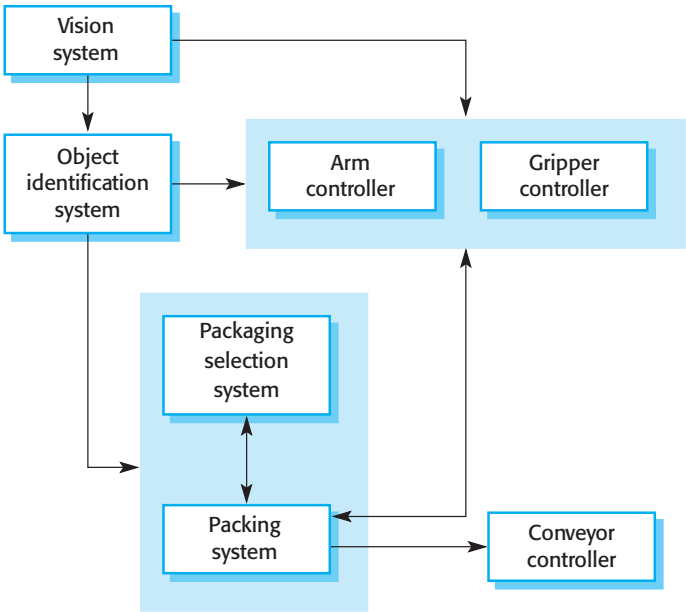 Vision
system
Object
identification
system
Arm
controller
Gripper
controller
Packaging
selection
system
Packing
system
Conveyor
controller